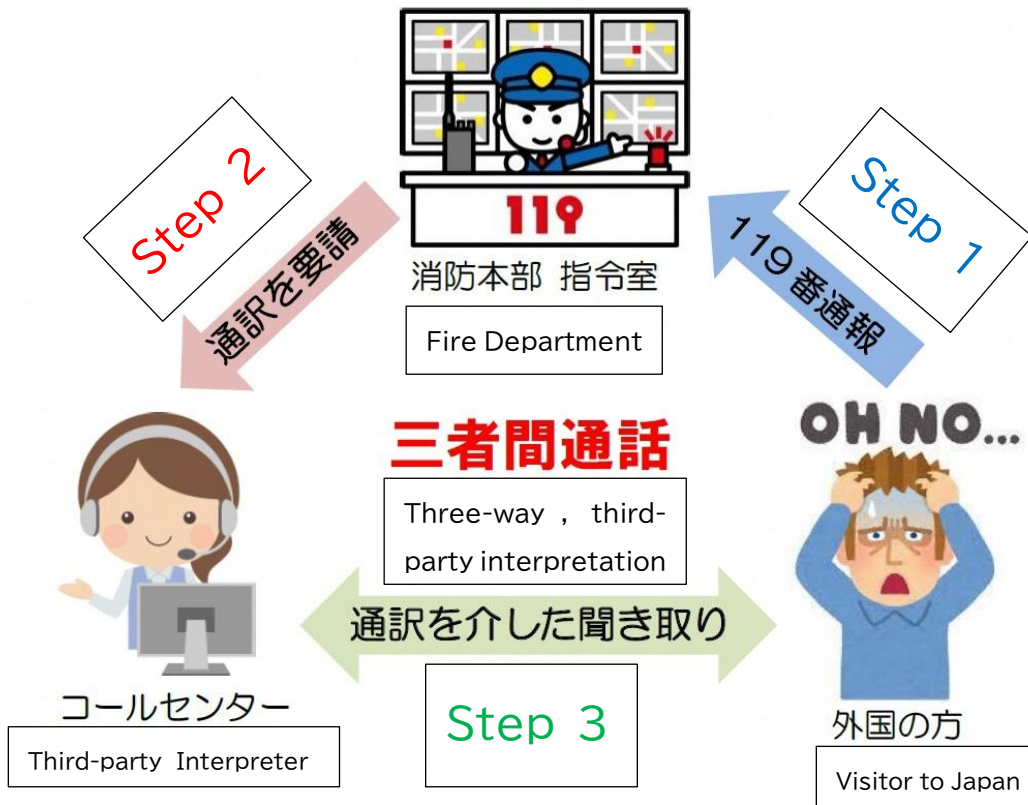 119
消防本部 指令室
Fire Department
Step 1
119番通報
Step 2
通訳を要請
三者間通話
Three-way , third-
party interpretation
通訳を介した聞き取り
Step 3
コールセンター
Third-party Interpreter
OH NO...
外国の方
Visitor to Japan